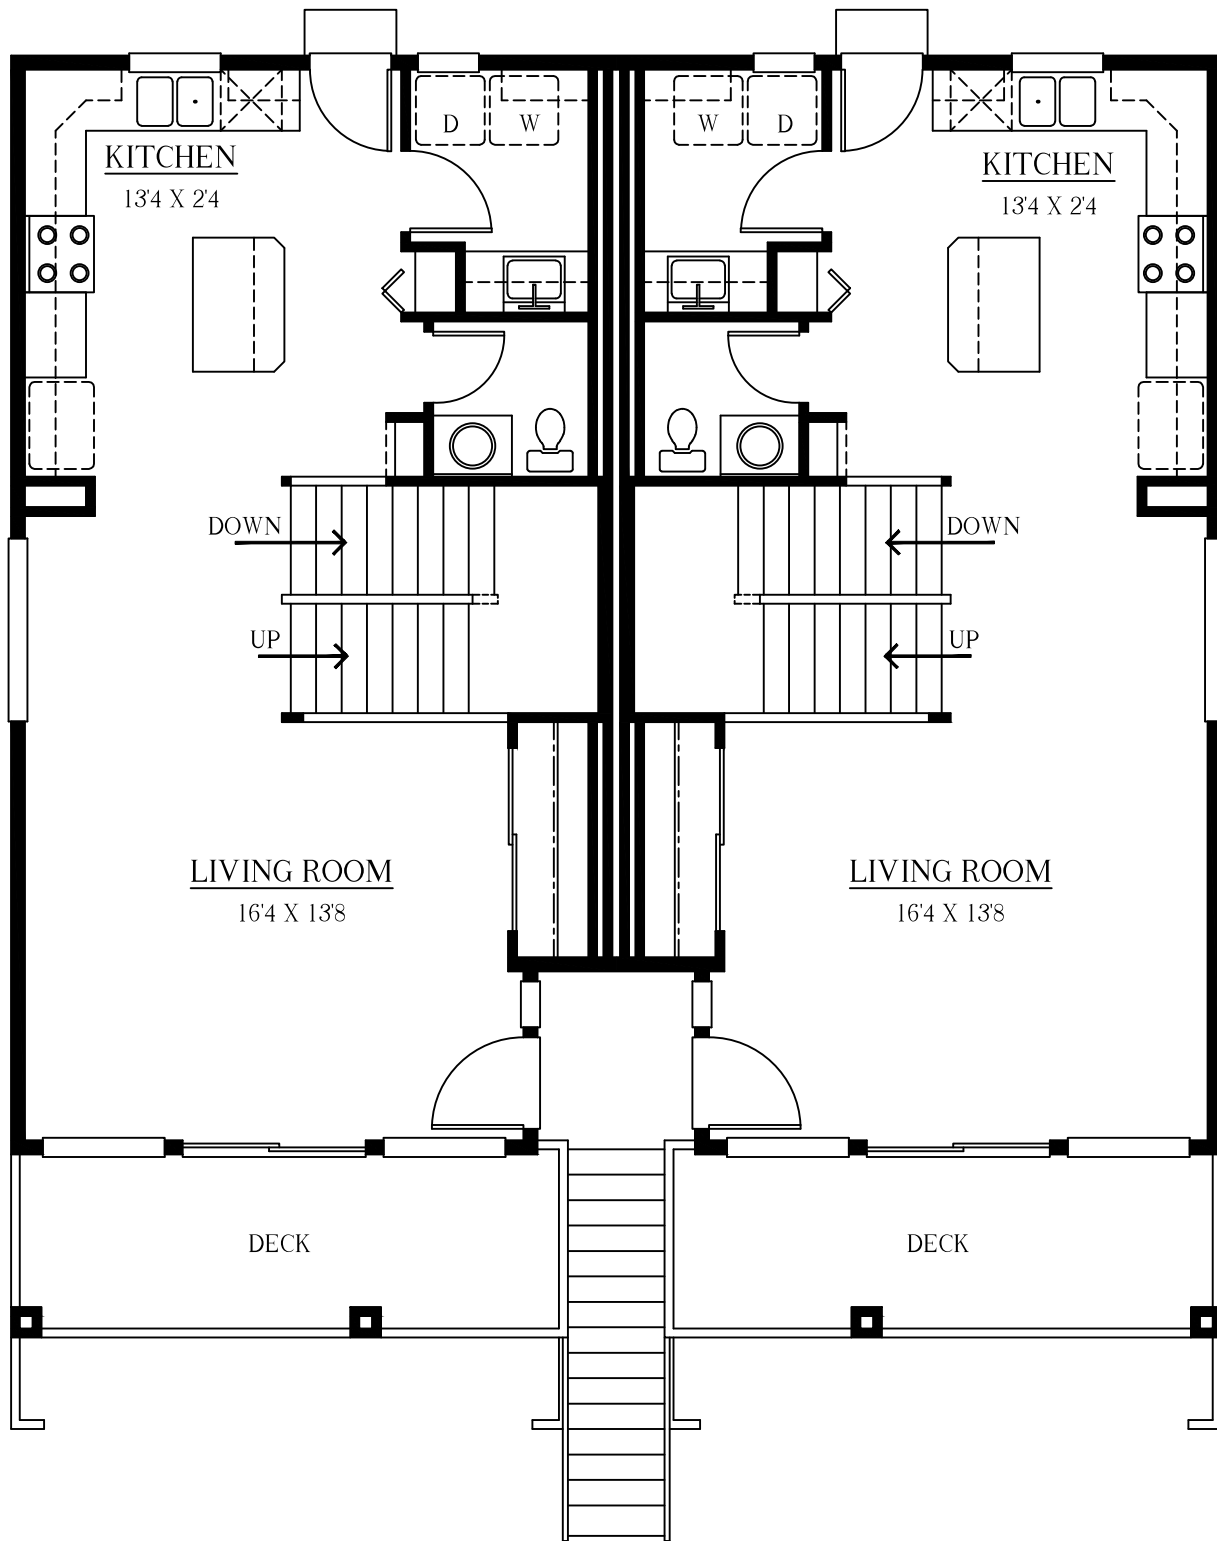 D
W
W
D
KITCHEN
13'4 X 2'4
KITCHEN
13'4 X 2'4
DOWN
DOWN
UP
UP
LIVING ROOM
16'4 X 13'8
LIVING ROOM
16'4 X 13'8
DECK
DECK